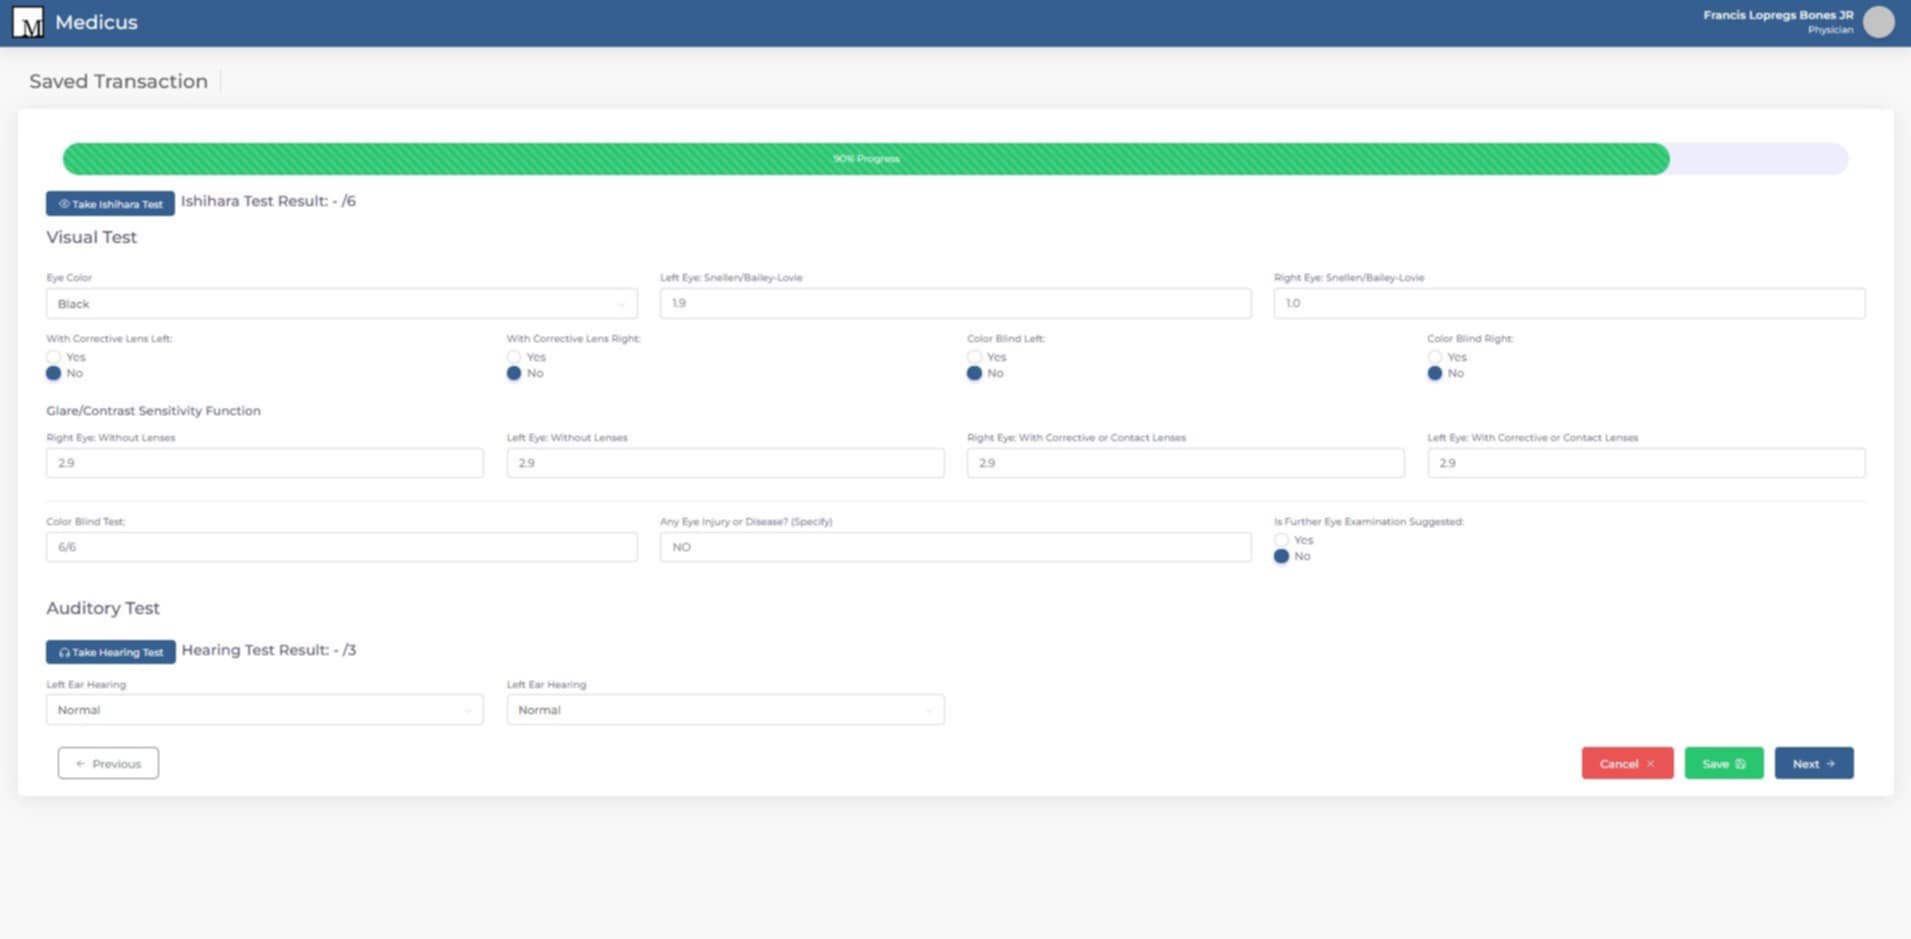 M Medicus
Francis Lopregs Bones JR
Physician
Saved Transaction
90% Progress
Take Ishihara Test Ishihara Test Result: - /6
Visual Test
Eye Color Left Eye: Snellen/Bailey-Lovie Right Eye: Snellen/Bailey-Lovie
Black 1.9 1.0
With Corrective Lens Left: With Corrective Lens Right: Color Blind Left: Color Blind Right:
Yes Yes Yes Yes
No No No No
Glare/Contrast Sensitivity Function
Right Eye: Without Lenses Left Eye: Without Lenses Right Eye: With Corrective or Contact Lenses Left Eye: With Corrective or Contact Lenses
2.9 2.9 2.9 2.9
Color Blind Test: Any Eye Injury or Disease? (Specify) Is Further Eye Examination Suggested:
6/6 NO Yes
No
Auditory Test
Take Hearing Test Hearing Test Result: - /3
Left Ear Hearing Left Ear Hearing
Normal Normal
← Previous Cancel × Save Next →